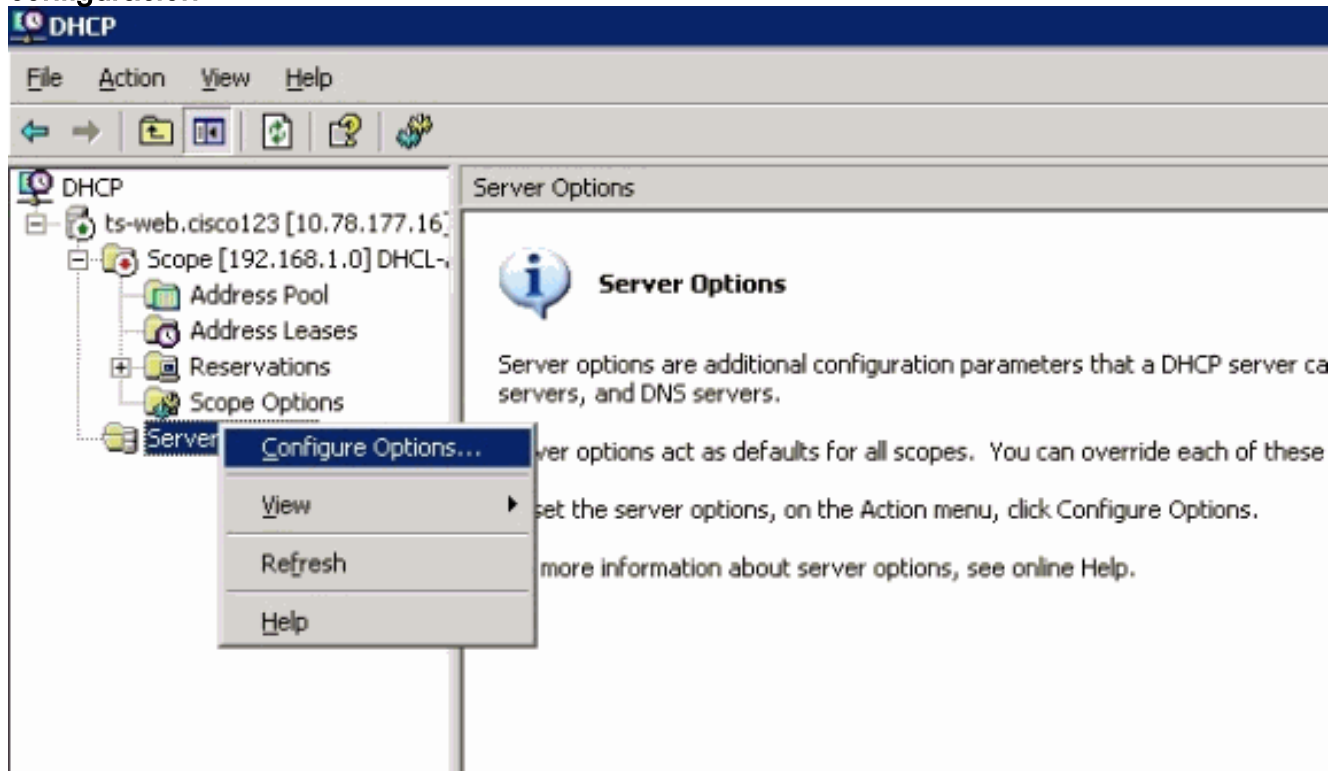 DHCP
File Action View Help
DHCP
ts-web.cisco123 [10.78.177.16]
Scope [192.168.1.0] DHCL-
Address Pool
Address Leases
Reservations
Scope Options
Server
Configure Options...
View
Refresh
Help
Server Options
Server Options
Server options are additional configuration parameters that a DHCP server ca
servers, and DNS servers.
ver options act as defaults for all scopes. You can override each of these
set the server options, on the Action menu, click Configure Options.
more information about server options, see online Help.